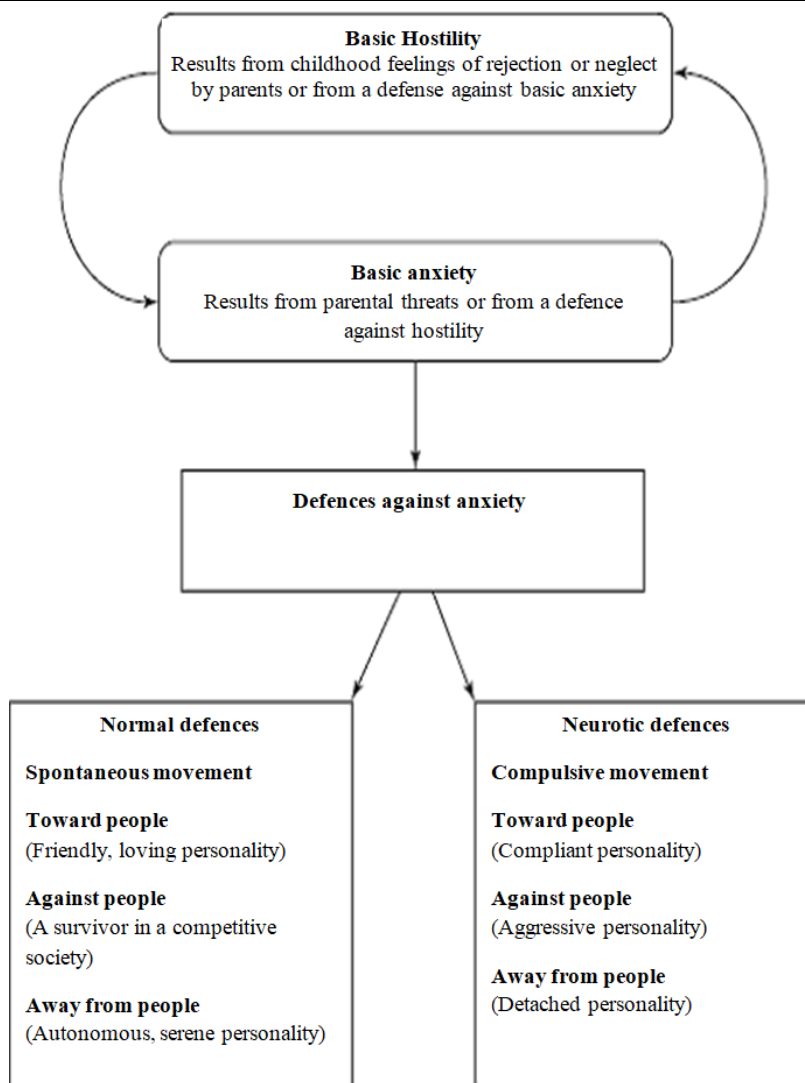 Basic Hostility
Results from childhood feelings of rejection or neglect
by parents or from a defense against basic anxiety
Basic anxiety
Results from parental threats or from a defence
against hostility
Defences against anxiety
Normal defences
Spontaneous movement
Toward people
(Friendly, loving personality)
Against people
(A survivor in a competitive
society)
Away from people
(Autonomous, serene personality)
Neurotic defences
Compulsive movement
Toward people
(Compliant personality)
Against people
(Aggressive personality)
Away from people
(Detached personality)